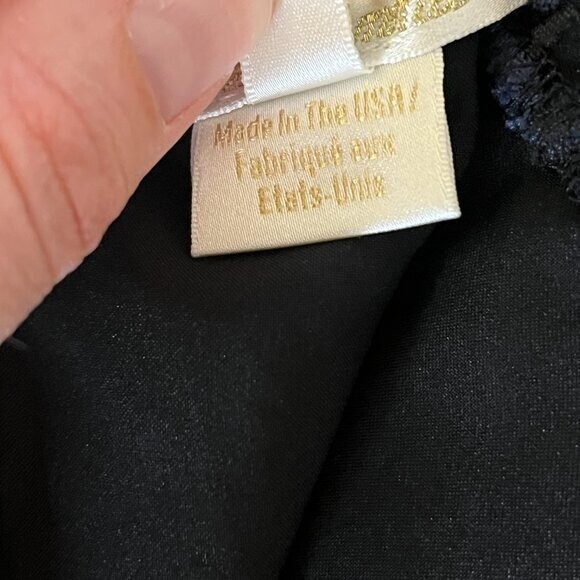 Made In The USA /
Fabriqué aux
Etats-Unis